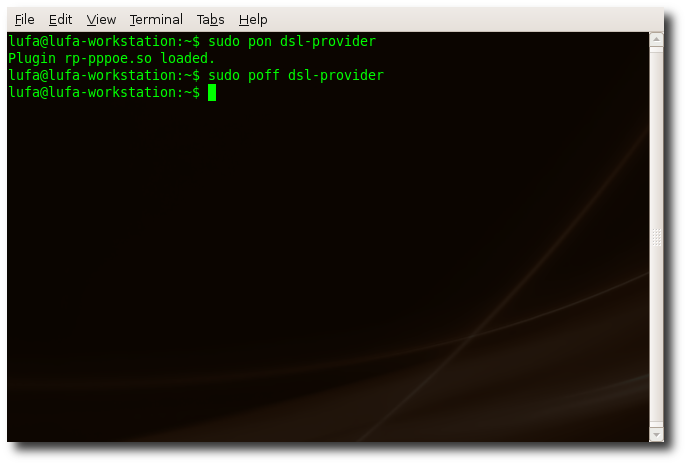 File Edit View Terminal Tabs Help
lufa@lufa-workstation:~$ sudo pon dsl-provider
Plugin rp-pppoe.so loaded.
lufa@lufa-workstation:~$ sudo poff dsl-provider
lufa@lufa-workstation:~$